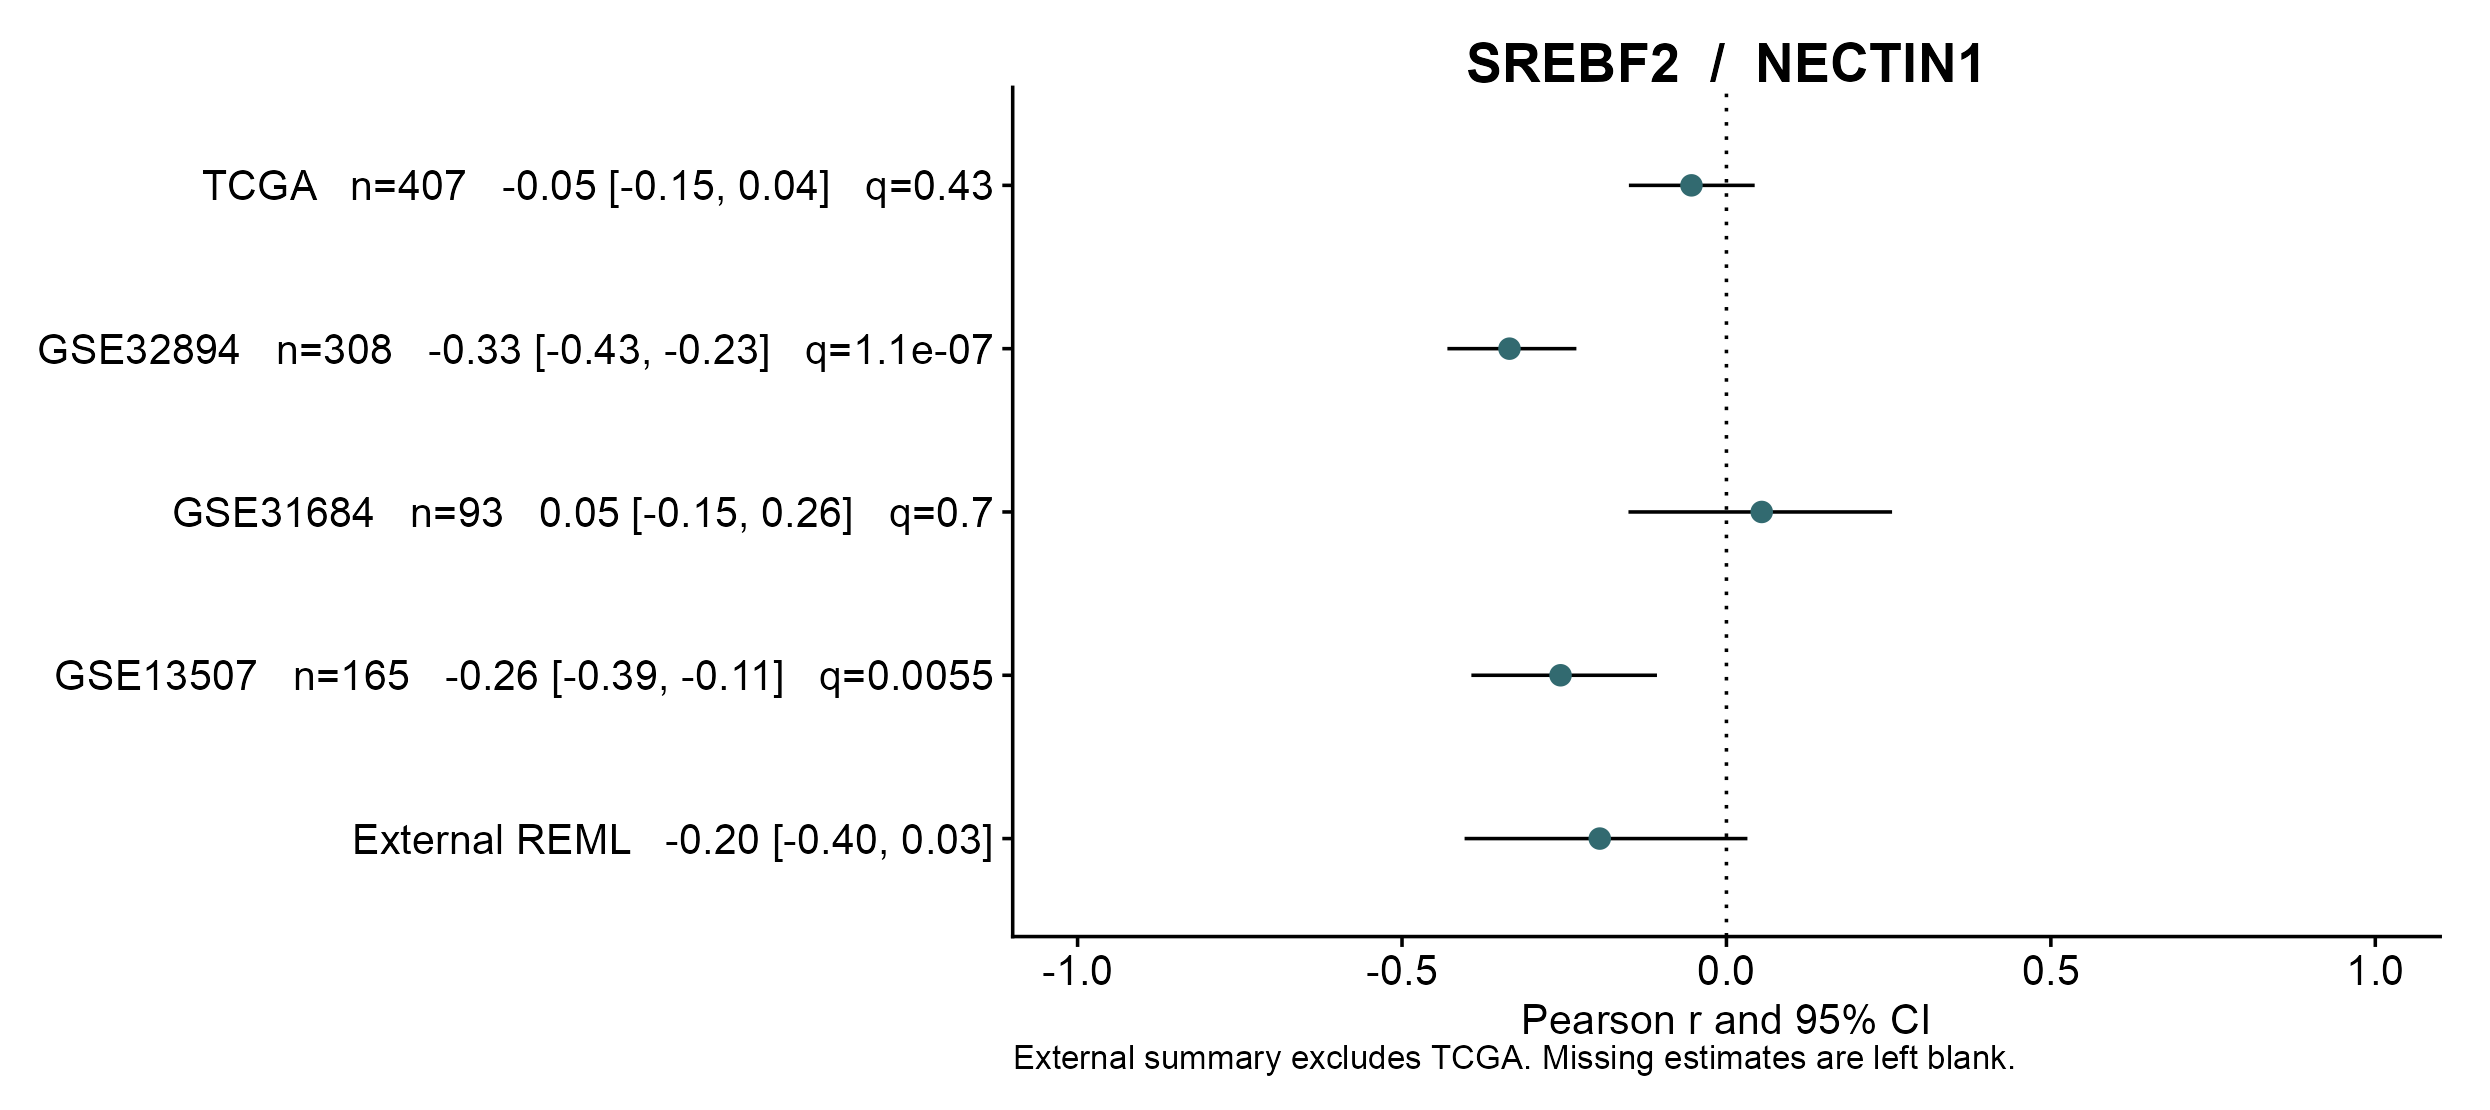 SREBF2 / NECTIN1
TCGA n=407 -0.05 [-0.15, 0.04] q=0.43
GSE32894 n=308 -0.33 [-0.43, -0.23] q=1.1e-07
GSE31684 n=93 0.05 [-0.15, 0.26] q=0.7
GSE13507 n=165 -0.26 [-0.39, -0.11] q=0.0055
External REML -0.20 [-0.40, 0.03]
-1.0 -0.5 0.0 0.5 1.0
Pearson r and 95% CI
External summary excludes TCGA. Missing estimates are left blank.